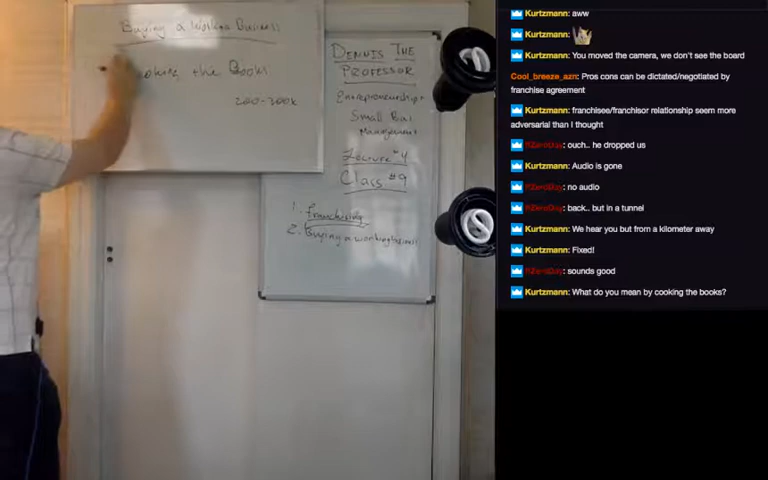 Buying a Working Business
Cooking the Books
200-300k
DENNIS THE
PROFESSOR
Entrepreneurship +
Small Bus
Management
Lecture #4
Class #9
1. Franchising
2. Buying a working business
Kurtzmann: aww
Kurtzmann:
Kurtzmann: You moved the camera, we don't see the board
Cool_breeze_azn: Pros cons can be dictated/negotiated by
franchise agreement
Kurtzmann: franchisee/franchisor relationship seem more
adversarial than I thought
: ouch.. he dropped us
Kurtzmann: Audio is gone
: no audio
: back.. but in a tunnel
Kurtzmann: We hear you but from a kilometer away
Kurtzmann: Fixed!
: sounds good
Kurtzmann: What do you mean by cooking the books?